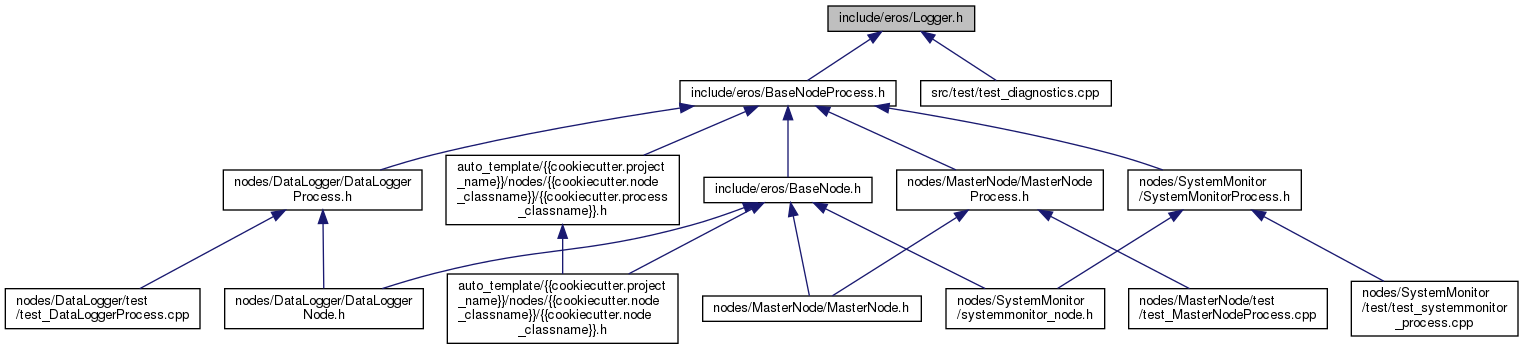 include/eros/Logger.h
include/eros/BaseNodeProcess.h
src/test/test_diagnostics.cpp
nodes/DataLogger/DataLogger
Process.h
auto_template/{{cookiecutter.project
_name}}/nodes/{{cookiecutter.node
_classname}}/{{cookiecutter.process
_classname}}.h
include/eros/BaseNode.h
nodes/MasterNode/MasterNode
Process.h
nodes/SystemMonitor
/SystemMonitorProcess.h
nodes/DataLogger/test
/test_DataLoggerProcess.cpp
nodes/DataLogger/DataLogger
Node.h
auto_template/{{cookiecutter.project
_name}}/nodes/{{cookiecutter.node
_classname}}/{{cookiecutter.node
_classname}}.h
nodes/MasterNode/MasterNode.h
nodes/SystemMonitor
/systemmonitor_node.h
nodes/MasterNode/test
/test_MasterNodeProcess.cpp
nodes/SystemMonitor
/test/test_systemmonitor
_process.cpp